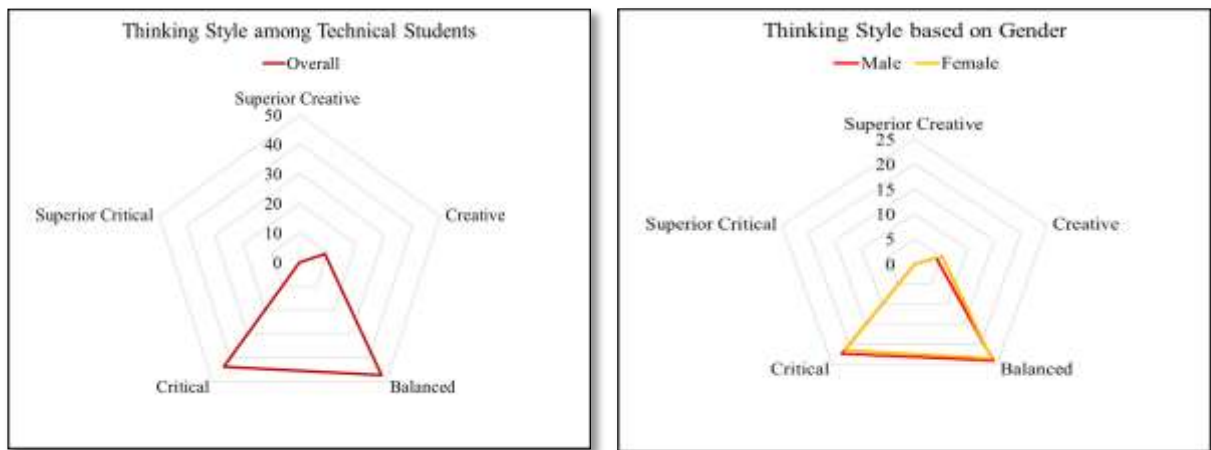 Thinking Style among Technical Students
Overall
Superior Creative
50
40
30
20
10
0
Superior Critical
Creative
Critical
Balanced
Thinking Style based on Gender
Male Female
Superior Creative
25
20
15
10
5
0
Superior Critical
Creative
Critical
Balanced